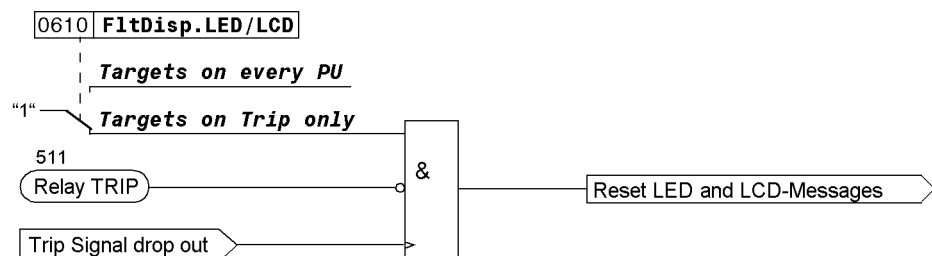 0610 FltDisp.LED/LCD
Targets on every PU
“1“
Targets on Trip only
511
Relay TRIP
&
Reset LED and LCD-Messages
Trip Signal drop out